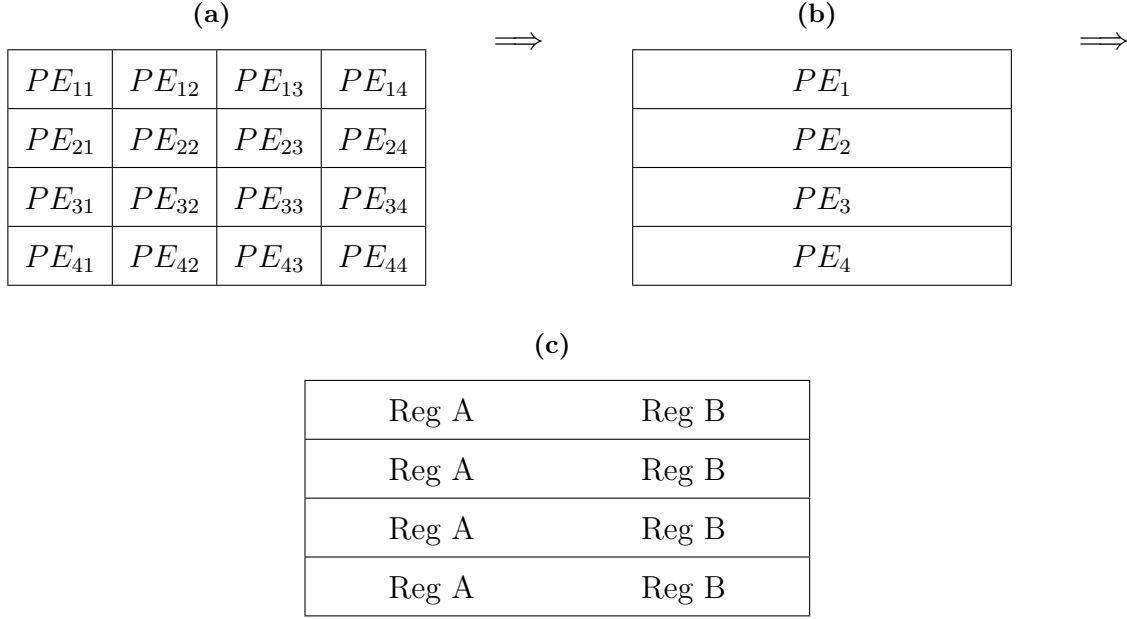 (a) ⟹ (b) ⟹
PE₁₁ PE₁₂ PE₁₃ PE₁₄
PE₂₁ PE₂₂ PE₂₃ PE₂₄
PE₃₁ PE₃₂ PE₃₃ PE₃₄
PE₄₁ PE₄₂ PE₄₃ PE₄₄
PE₁
PE₂
PE₃
PE₄
(c)
Reg A Reg B
Reg A Reg B
Reg A Reg B
Reg A Reg B